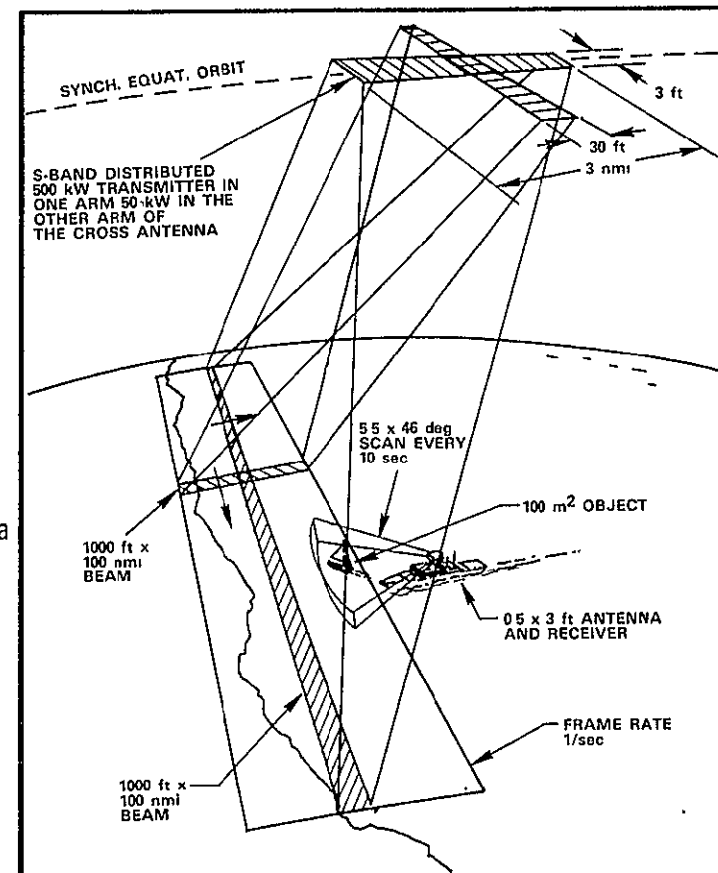 SYNCH. EQUAT. ORBIT
3 ft
30 ft
3 nmi
S-BAND DISTRIBUTED
500 kW TRANSMITTER IN
ONE ARM 50 kW IN THE
OTHER ARM OF
THE CROSS ANTENNA
5 5 x 46 deg
SCAN EVERY
10 sec
100 m² OBJECT
a
1000 ft x
100 nmi
BEAM
0 5 x 3 ft ANTENNA
AND RECEIVER
FRAME RATE
1/sec
1000 ft x
100 nmi
BEAM